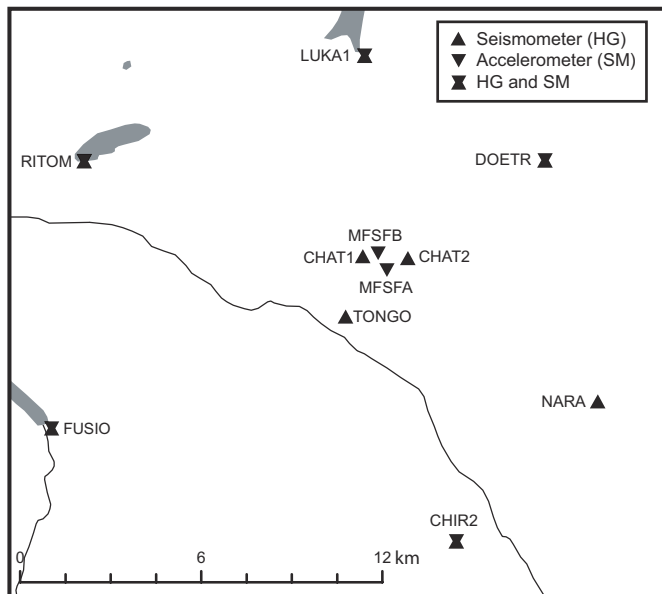 LUKA1
Seismometer (HG)
Accelerometer (SM)
HG and SM
RITOM
DOETR
MFSFB
CHAT1
CHAT2
MFSFA
TONGO
NARA
FUSIO
CHIR2
0
6
12 km